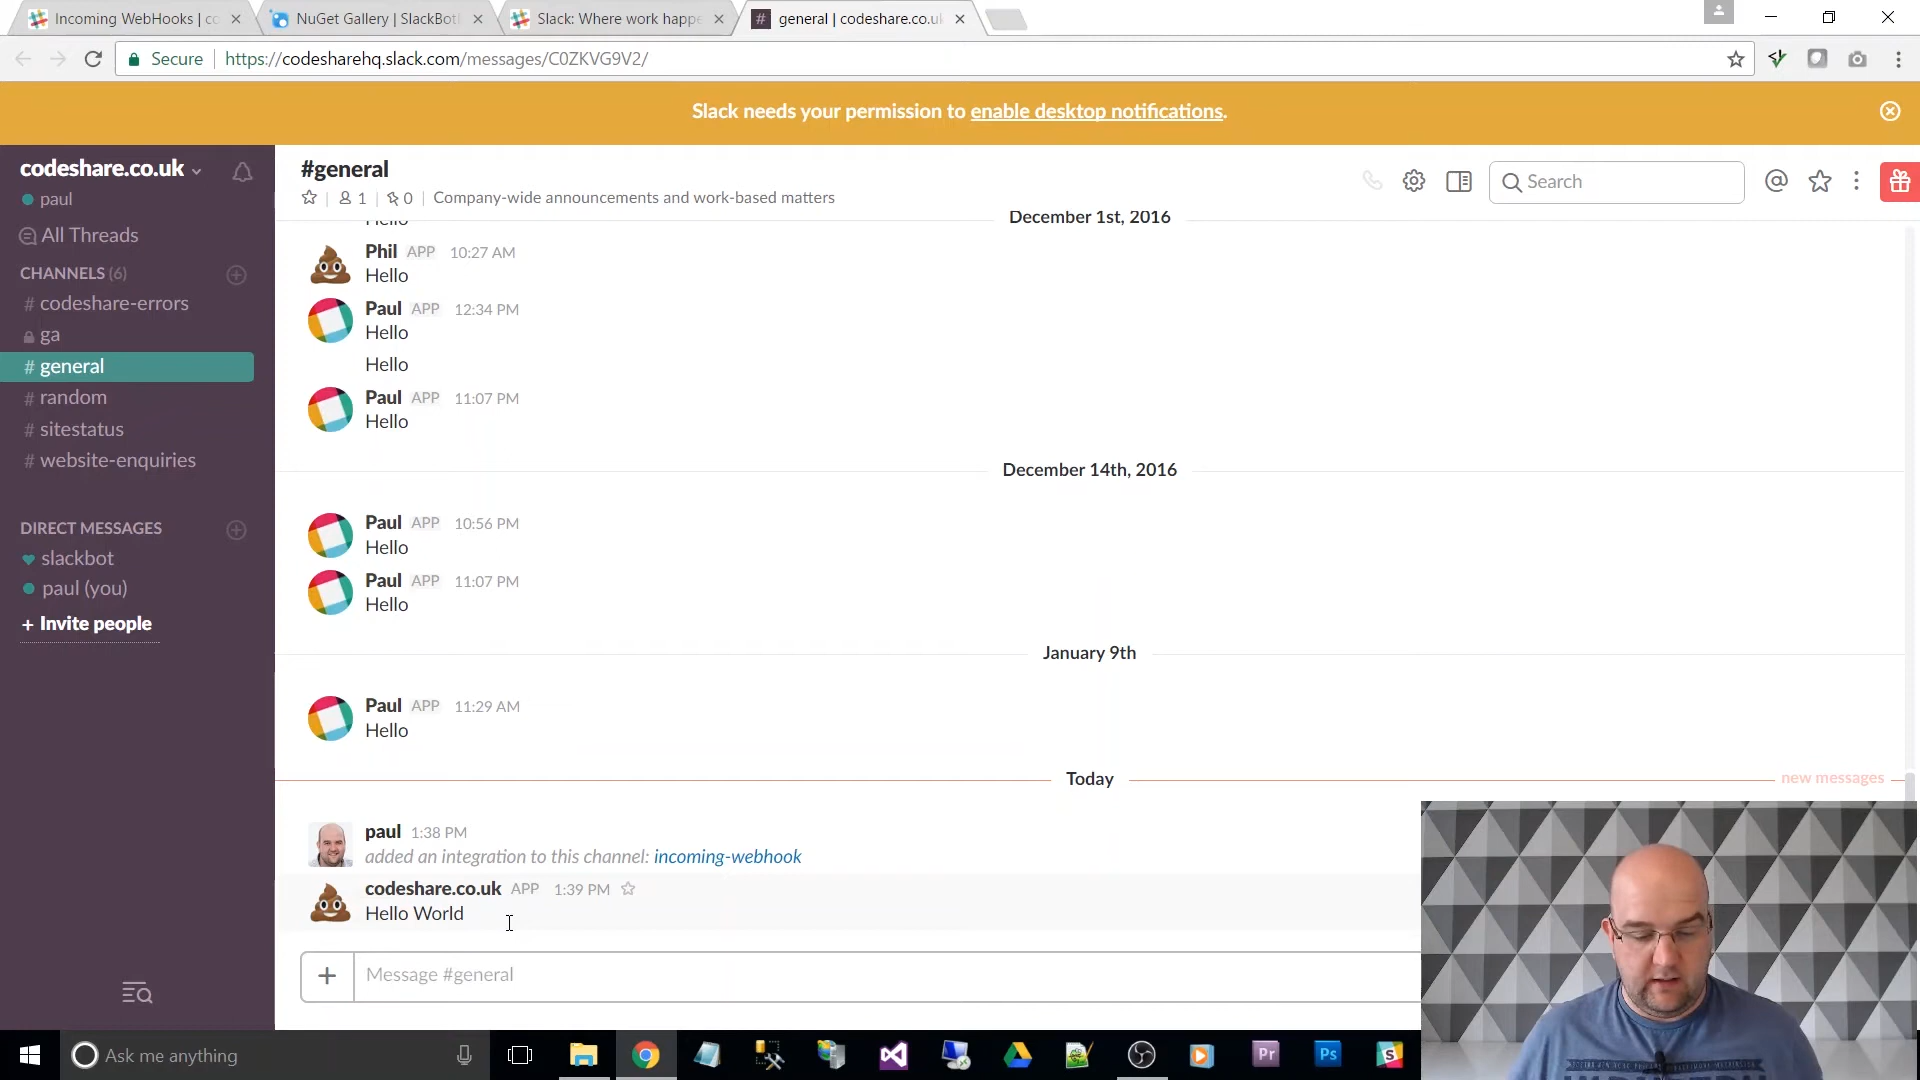 Incoming WebHooks | co
NuGet Gallery | SlackBot
Slack: Where work happe
general | codeshare.co.uk
Secure
https://codesharehq.slack.com/messages/C0ZKVG9V2/
Slack needs your permission to enable desktop notifications.
codeshare.co.uk
paul
All Threads
CHANNELS (6)
# codeshare-errors
ga
# general
# random
# sitestatus
# website-enquiries
DIRECT MESSAGES
slackbot
paul (you)
+ Invite people
#general
1 | 0 | Company-wide announcements and work-based matters
Search
December 1st, 2016
Hello
Phil APP 10:27 AM
Hello
Paul APP 12:34 PM
Hello
Hello
Paul APP 11:07 PM
Hello
December 14th, 2016
Paul APP 10:56 PM
Hello
Paul APP 11:07 PM
Hello
January 9th
Paul APP 11:29 AM
Hello
Today
new messages
paul 1:38 PM
added an integration to this channel: incoming-webhook
codeshare.co.uk APP 1:39 PM
Hello World
Message #general
Ask me anything
Pr
Ps